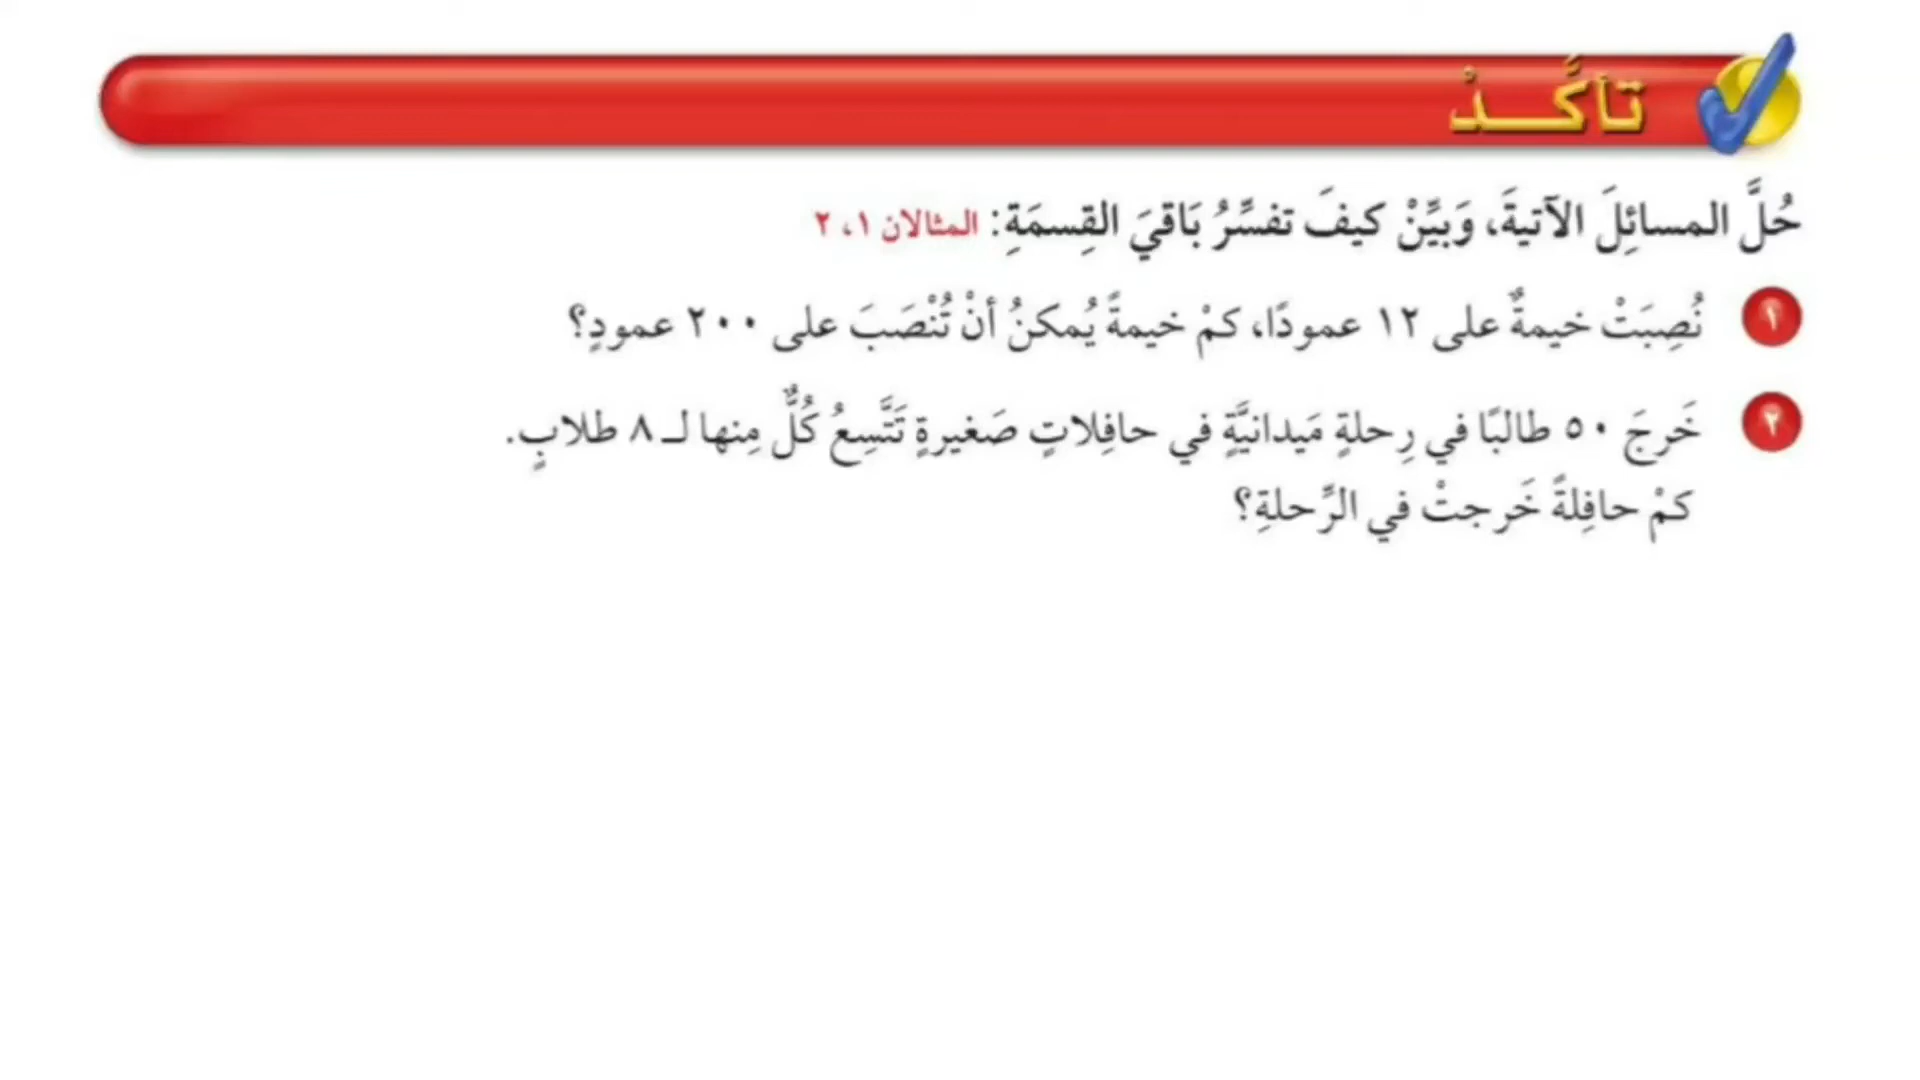 تأكَّـدْ
حُلَّ المسائِلَ الآتيةَ، وَبيِّنْ كيفَ تفسِّرُ بَاقيَ القِسمَةِ: المثالان ١، ٢
١ نُصِبَتْ خيمةٌ على ١٢ عمودًا، كمْ خيمةً يُمكنُ أنْ تُنْصَبَ على ٢٠٠ عمودٍ؟
٢ خَرجَ ٥٠ طالبًا في رِحلةٍ مَيدانيَّةٍ في حافِلاتٍ صَغيرةٍ تَتَّسِعُ كُلٌّ مِنها لـ ٨ طلابٍ.
كمْ حافِلةً خَرجتْ في الرِّحلةِ؟